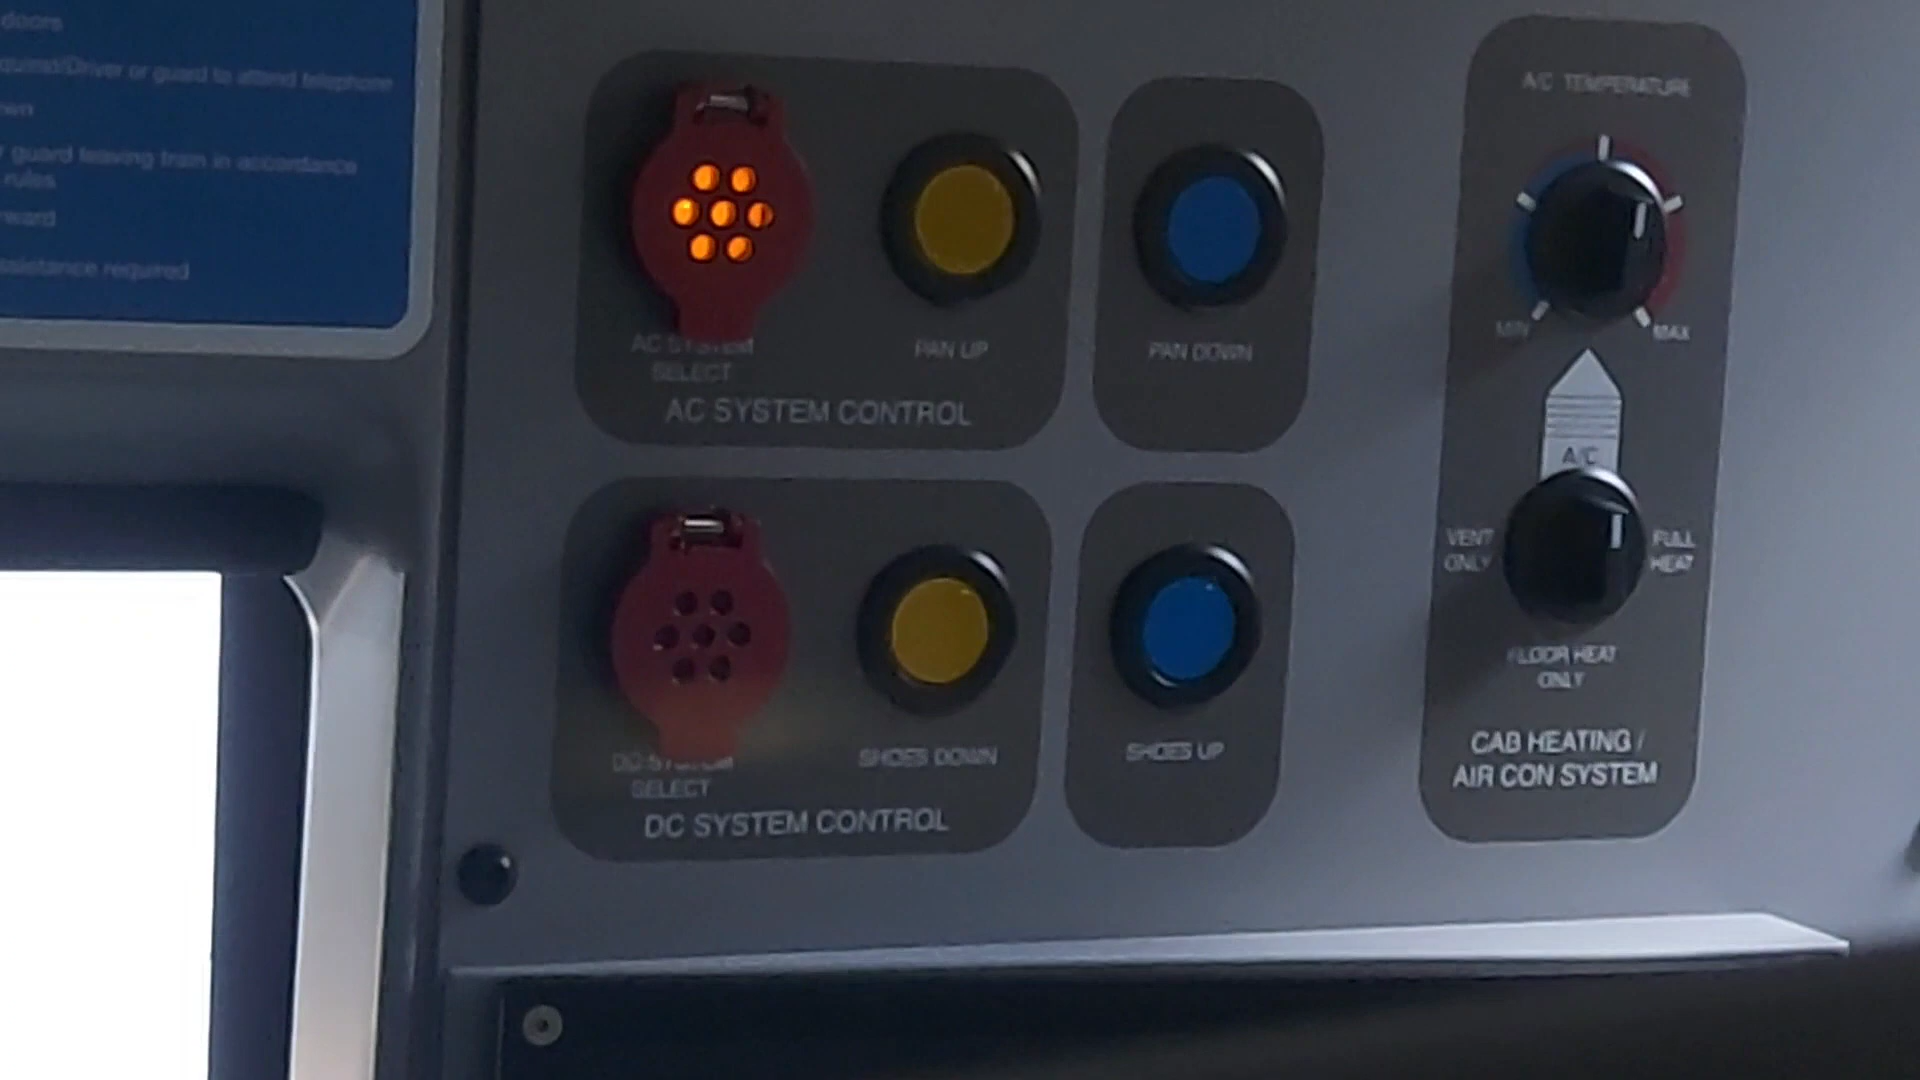 doors
Driver or guard to attend telephone
guard leaving train in accordance
rules
required
AC SYSTEM
SELECT
PAN UP
AC SYSTEM CONTROL
PAN DOWN
DC SYSTEM
SELECT
SHOES DOWN
DC SYSTEM CONTROL
SHOES UP
A/C TEMPERATURE
MIN
MAX
A/C
VENT
ONLY
FULL
HEAT
FLOOR HEAT
ONLY
CAB HEATING /
AIR CON SYSTEM